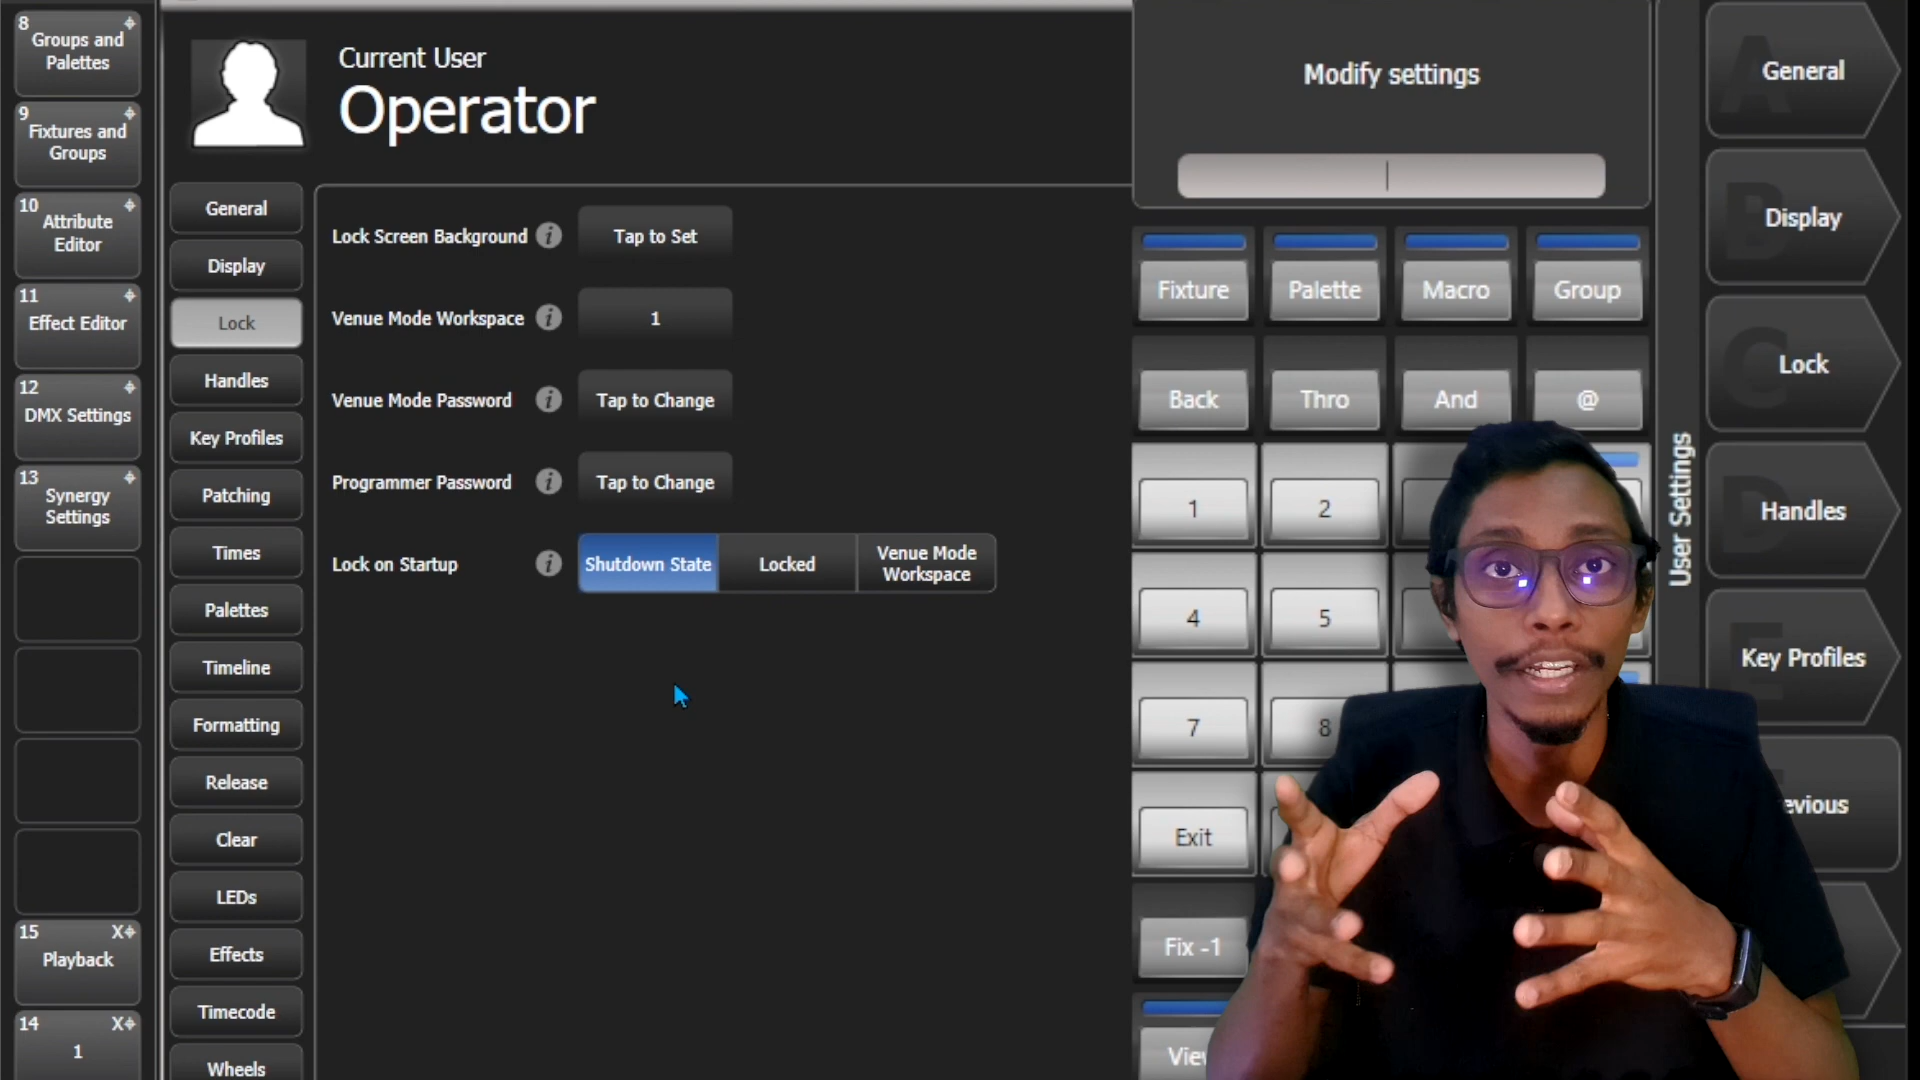 8
Groups and
Palettes
9
Fixtures and
Groups
10
Attribute
Editor
11
Effect Editor
12
DMX Settings
13
Synergy
Settings
15 X
Playback
14 X
1
Current User
Operator
General
Display
Lock
Handles
Key Profiles
Patching
Times
Palettes
Timeline
Formatting
Release
Clear
LEDs
Effects
Timecode
Wheels
Lock Screen Background i Tap to Set
Venue Mode Workspace i 1
Venue Mode Password i Tap to Change
Programmer Password i Tap to Change
Lock on Startup i Shutdown State Locked Venue Mode
Workspace
Modify settings
Fixture Palette Macro Group
Back Thro And @
1 2
4 5
7 8
Exit
Fix -1
User Settings
A General
B Display
C Lock
D Handles
E Key Profiles